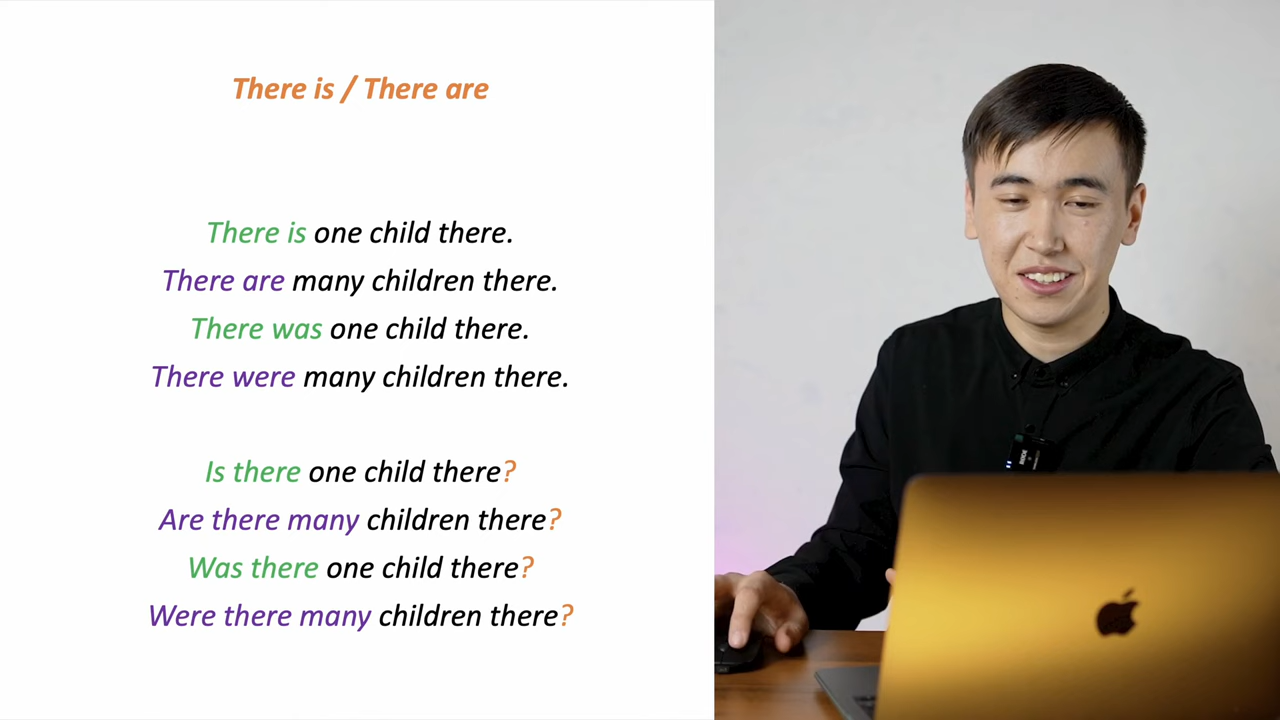 There is / There are
There is one child there.
There are many children there.
There was one child there.
There were many children there.
Is there one child there?
Are there many children there?
Was there one child there?
Were there many children there?